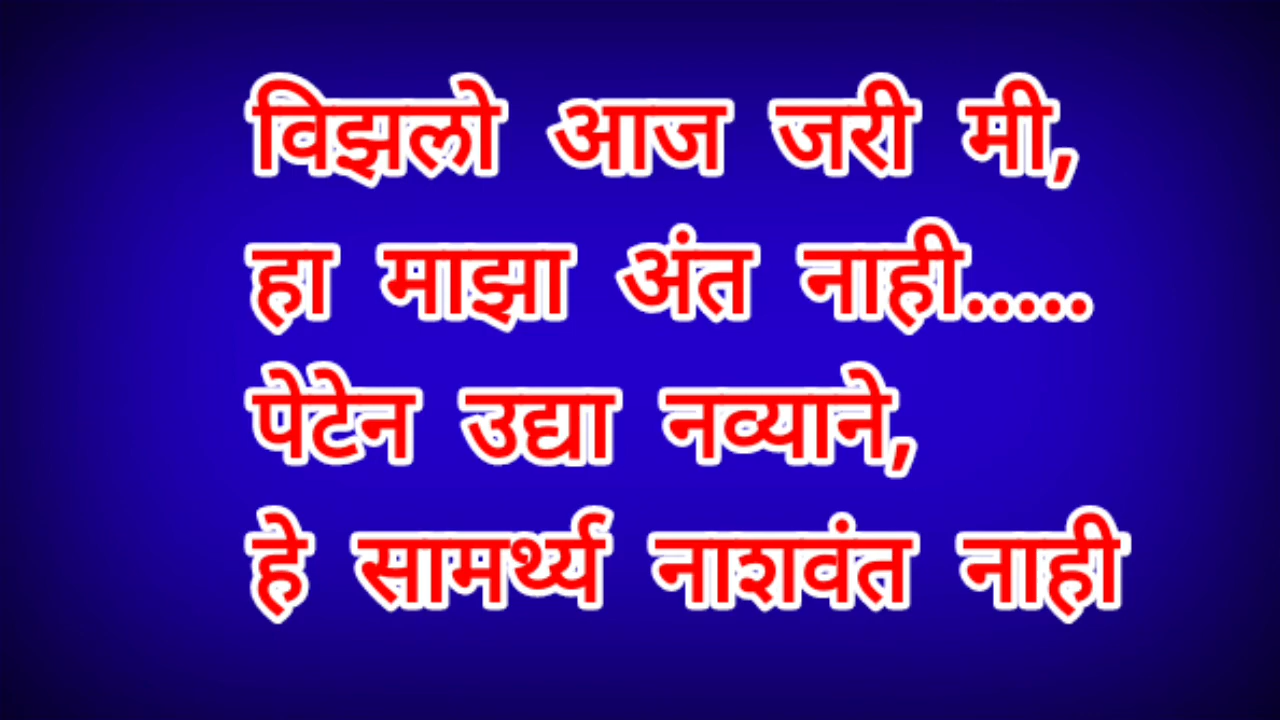 विझलो आज जरी मी,
हा माझा अंत नाही.....
पेटेन उद्या नव्याने,
हे सामर्थ्य नाशवंत नाही